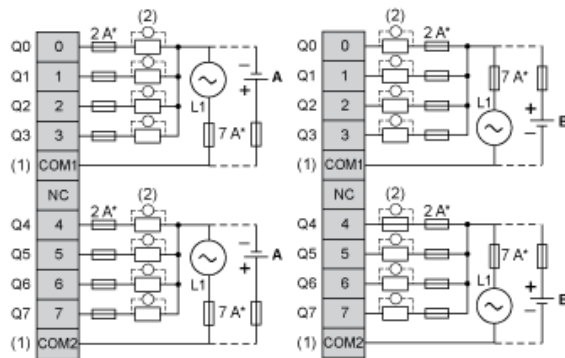 (2)
Q0 0 2 A*
Q1 1
Q2 2
Q3 3
(1) COM1
L1
7 A*
− + A
NC
(2)
Q4 4 2 A*
Q5 5
Q6 6
Q7 7
(1) COM2
L1
7 A*
− + A
(2)
Q0 0 2 A*
Q1 1
Q2 2
Q3 3
(1) COM1
7 A*
L1
+ − B
NC
(2)
Q4 4 2 A*
Q5 5
Q6 6
Q7 7
(1) COM2
7 A*
L1
+ − B